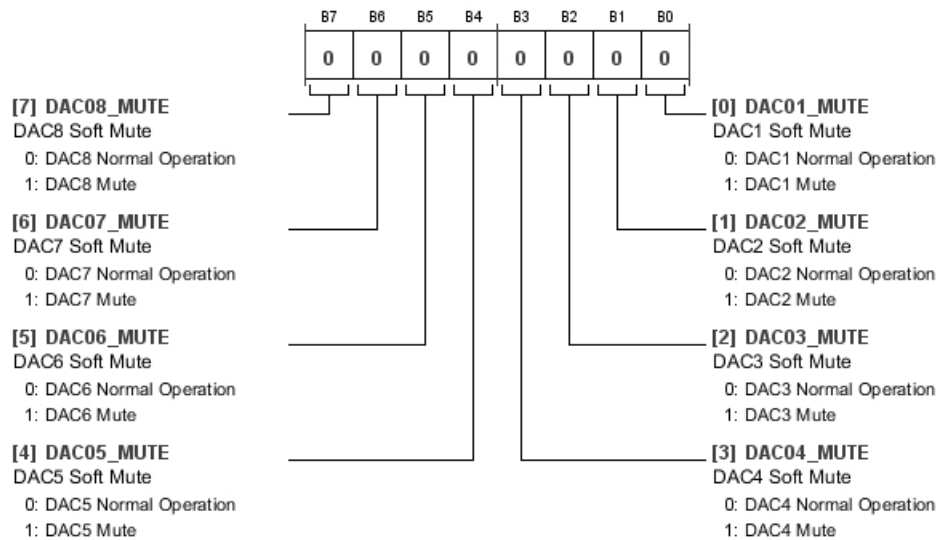 B7 B6 B5 B4 B3 B2 B1 B0
0 0 0 0 0 0 0 0
[7] DAC08_MUTE
DAC8 Soft Mute
0: DAC8 Normal Operation
1: DAC8 Mute
[6] DAC07_MUTE
DAC7 Soft Mute
0: DAC7 Normal Operation
1: DAC7 Mute
[5] DAC06_MUTE
DAC6 Soft Mute
0: DAC6 Normal Operation
1: DAC6 Mute
[4] DAC05_MUTE
DAC5 Soft Mute
0: DAC5 Normal Operation
1: DAC5 Mute
[0] DAC01_MUTE
DAC1 Soft Mute
0: DAC1 Normal Operation
1: DAC1 Mute
[1] DAC02_MUTE
DAC2 Soft Mute
0: DAC2 Normal Operation
1: DAC2 Mute
[2] DAC03_MUTE
DAC3 Soft Mute
0: DAC3 Normal Operation
1: DAC3 Mute
[3] DAC04_MUTE
DAC4 Soft Mute
0: DAC4 Normal Operation
1: DAC4 Mute